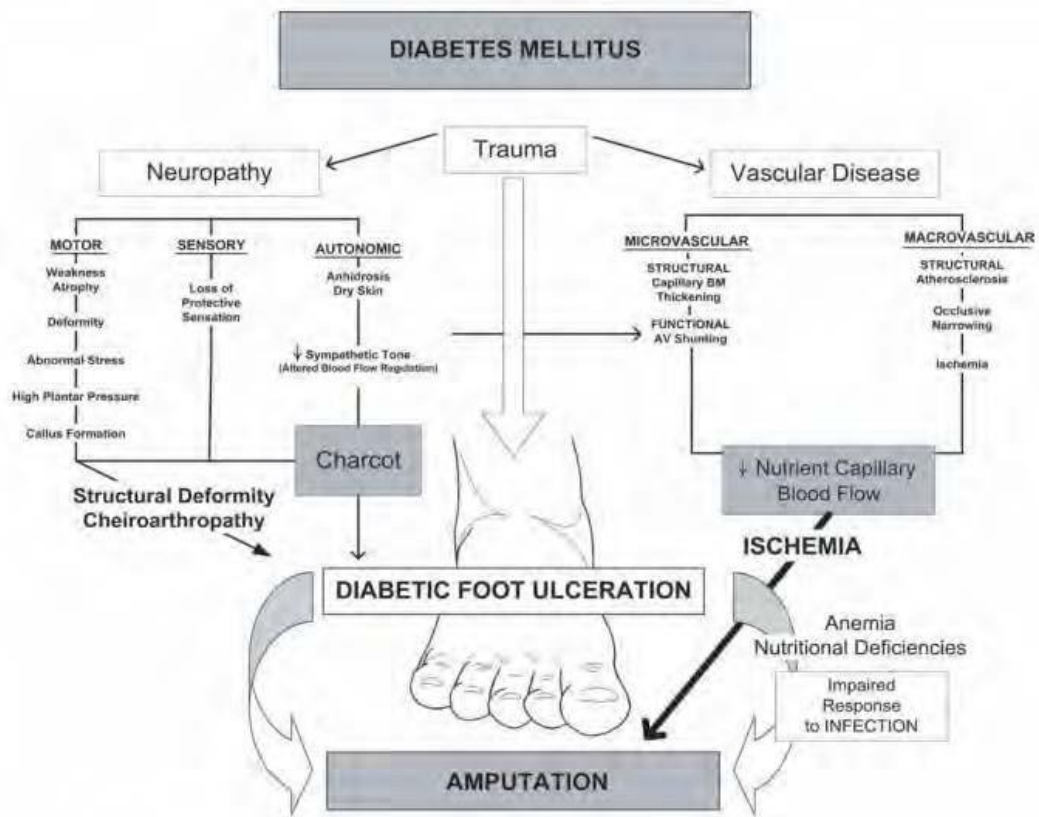 DIABETES MELLITUS
Trauma
Neuropathy
Vascular Disease
MOTOR
Weakness
Atrophy
Deformity
Abnormal Stress
High Plantar Pressure
Callus Formation
SENSORY
Loss of
Protective
Sensation
AUTONOMIC
Anhidrosis
Dry Skin
↓ Sympathetic Tone
(Altered Blood Flow Regulation)
MICROVASCULAR
STRUCTURAL
Capillary BM
Thickening
FUNCTIONAL
AV Shunting
MACROVASCULAR
STRUCTURAL
Atherosclerosis
Occlusive
Narrowing
Ischemia
Charcot
↓ Nutrient Capillary
Blood Flow
Structural Deformity
Cheiroarthropathy
ISCHEMIA
DIABETIC FOOT ULCERATION
Anemia
Nutritional Deficiencies
Impaired
Response
to INFECTION
AMPUTATION